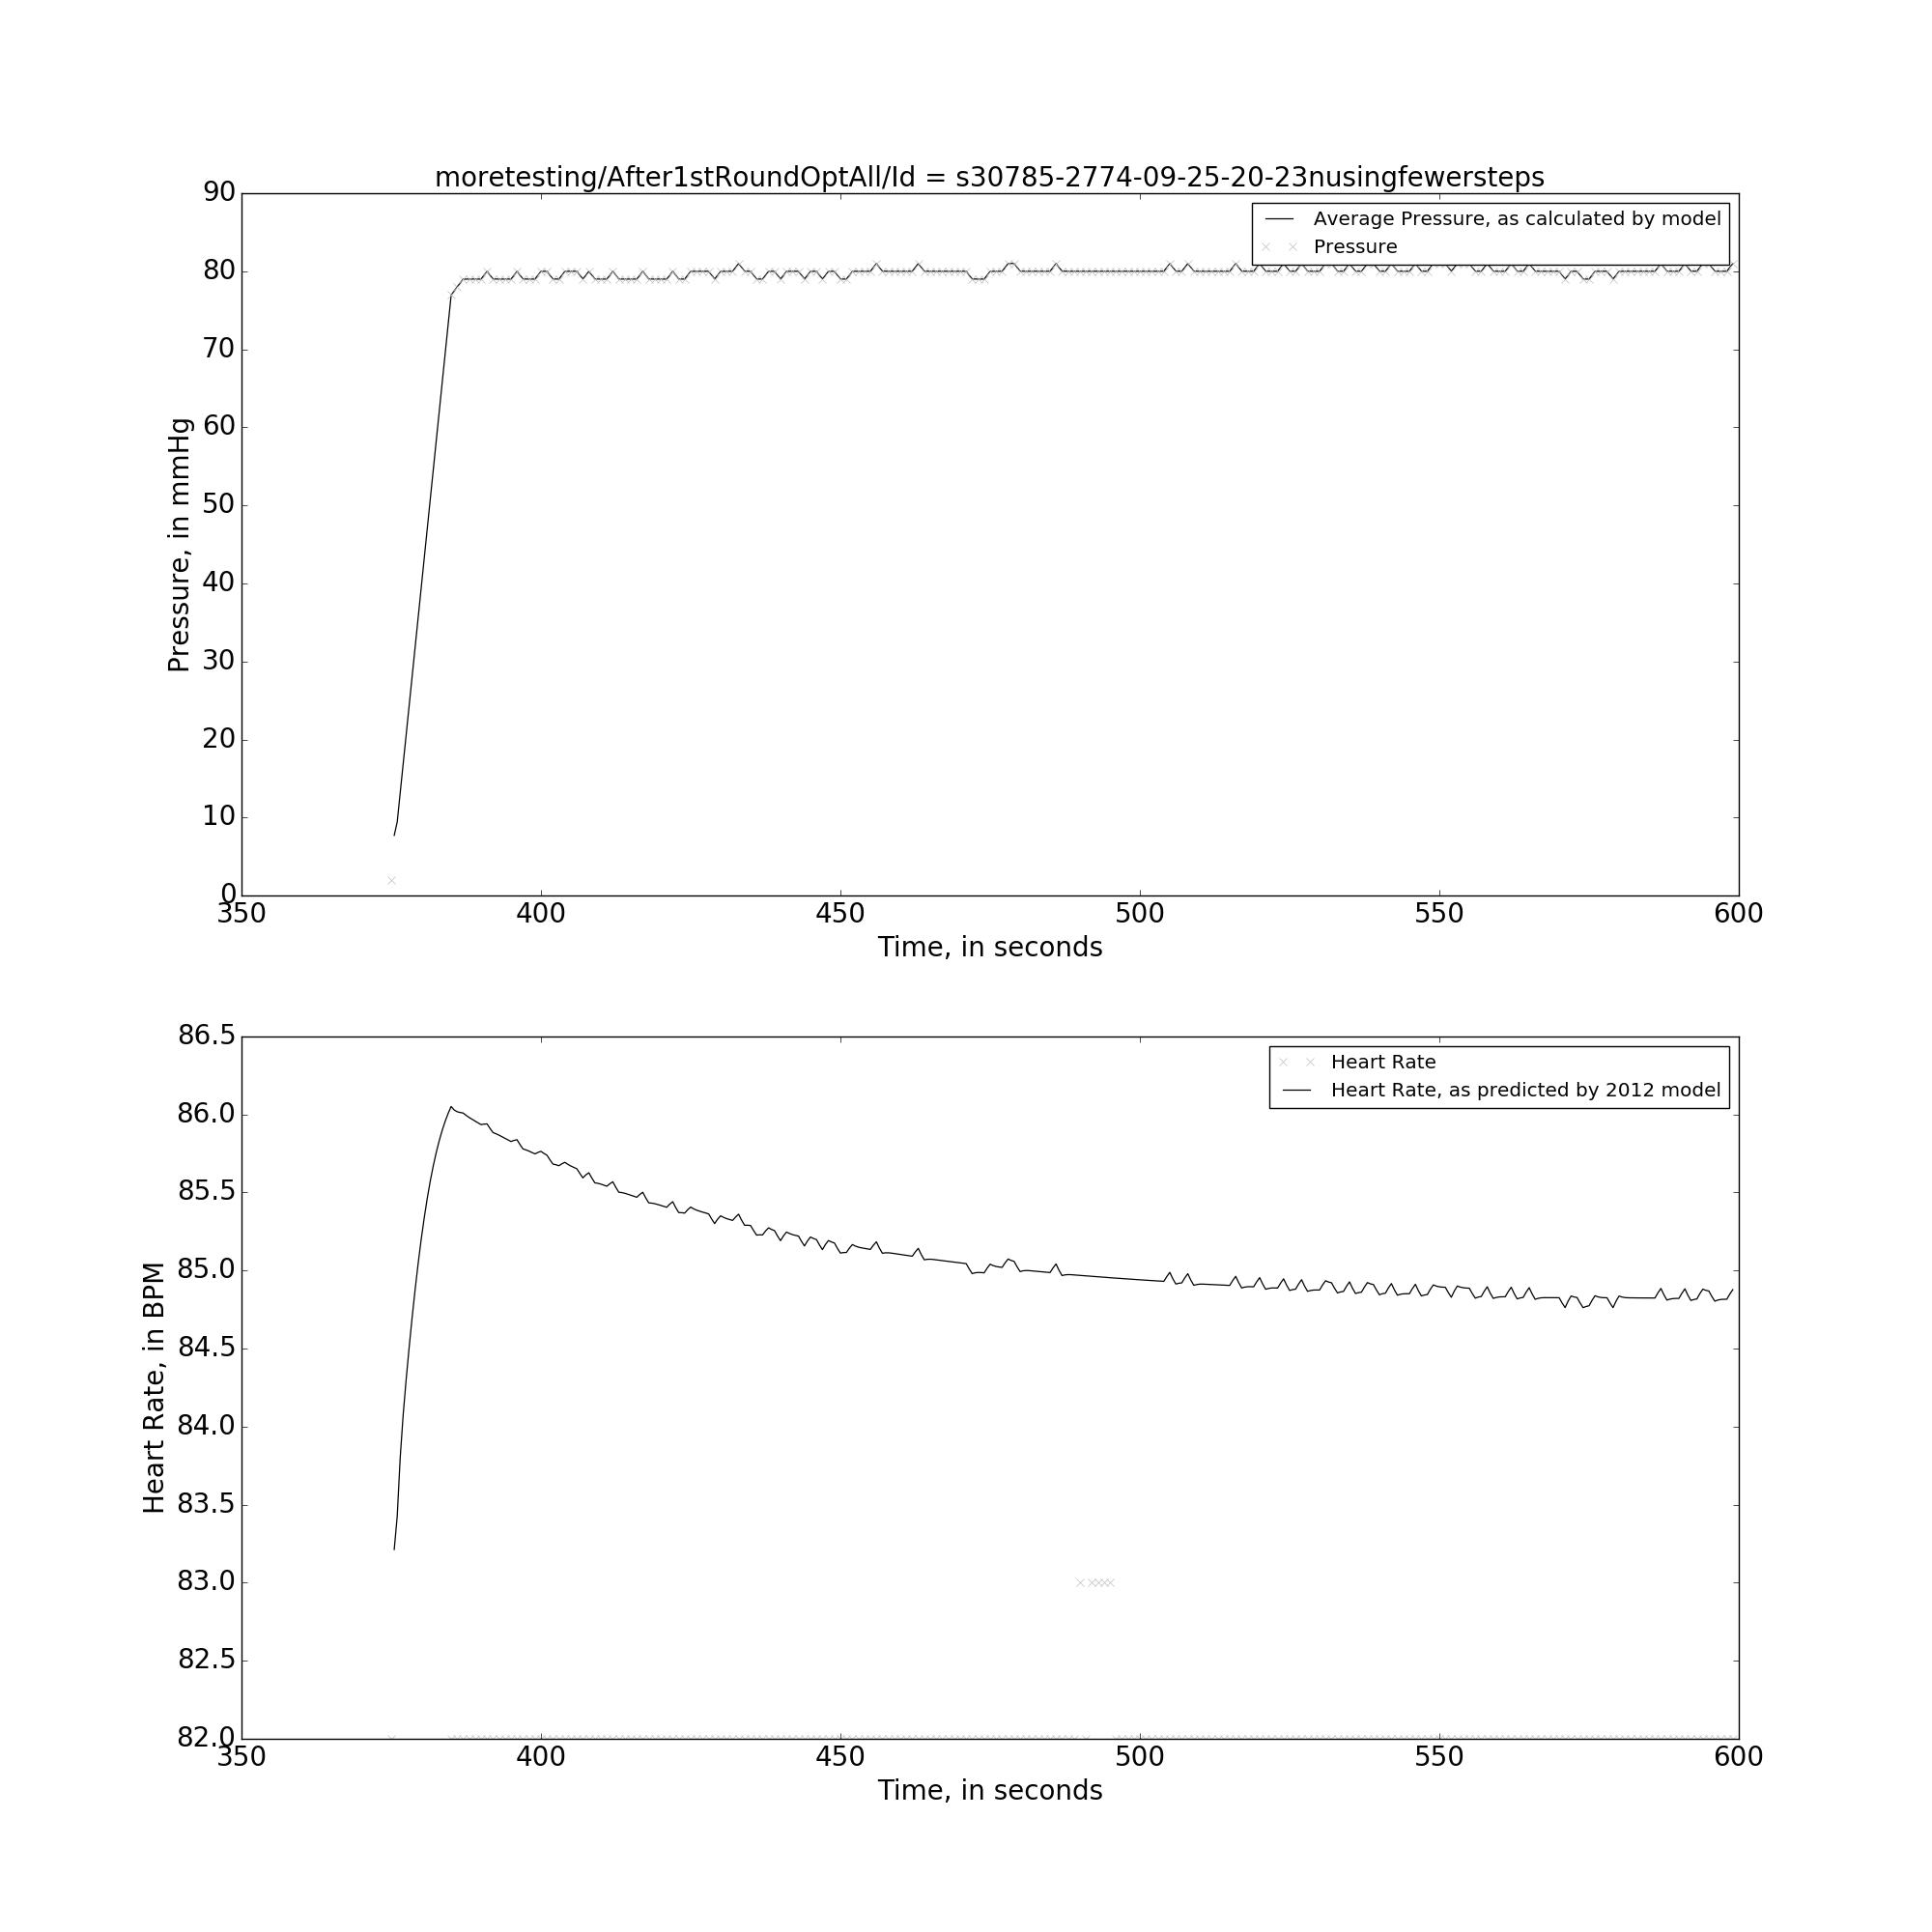 moretesting/After1stRoundOptAll/Id = s30785-2774-09-25-20-23nusingfewersteps
90
80
70
60
50
40
30
20
10
0
Pressure, in mmHg
Average Pressure, as calculated by model
Pressure
350 400 450 500 550 600
Time, in seconds
86.5
86.0
85.5
85.0
84.5
84.0
83.5
83.0
82.5
82.0
Heart Rate, in BPM
Heart Rate
Heart Rate, as predicted by 2012 model
350 400 450 500 550 600
Time, in seconds